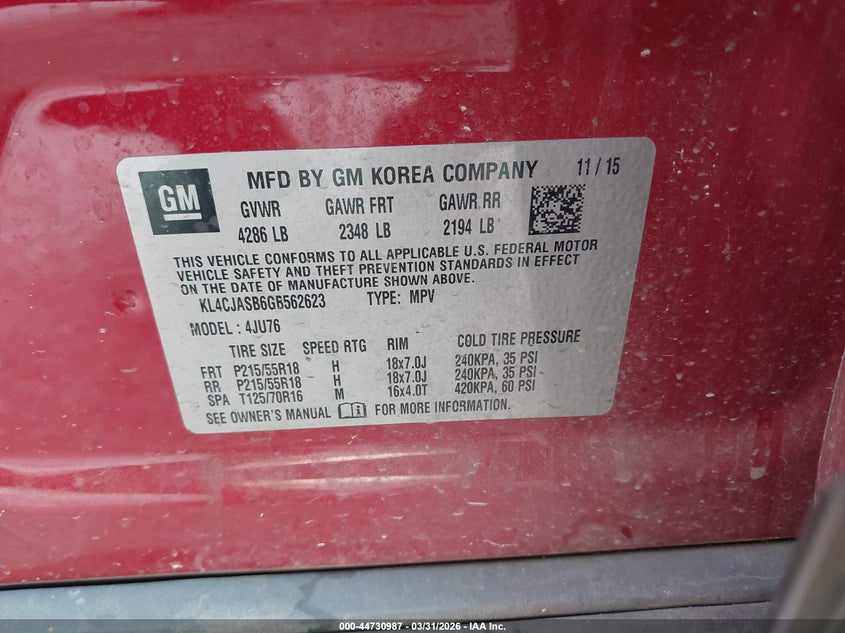 GM
MFD BY GM KOREA COMPANY 11 / 15
GVWR GAWR FRT GAWR RR
4286 LB 2348 LB 2194 LB
THIS VEHICLE CONFORMS TO ALL APPLICABLE U.S. FEDERAL MOTOR
VEHICLE SAFETY AND THEFT PREVENTION STANDARDS IN EFFECT
ON THE DATE OF MANUFACTURE SHOWN ABOVE.
KL4CJASB6GB562623 TYPE: MPV
MODEL : 4JU76
TIRE SIZE SPEED RTG RIM COLD TIRE PRESSURE
FRT P215/55R18 H 18x7.0J 240KPA, 35 PSI
RR P215/55R18 H 18x7.0J 240KPA, 35 PSI
SPA T125/70R16 M 16x4.0T 420KPA, 60 PSI
SEE OWNER'S MANUAL FOR MORE INFORMATION.
000-44730987 — 03/31/2026 — IAA Inc.